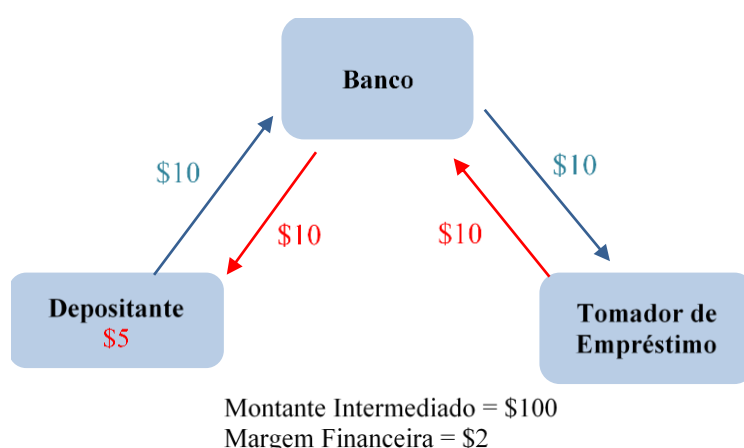 Banco
$10
$10
$10
$10
Depositante
$5
Tomador de
Empréstimo
Montante Intermediado = $100
Margem Financeira = $2